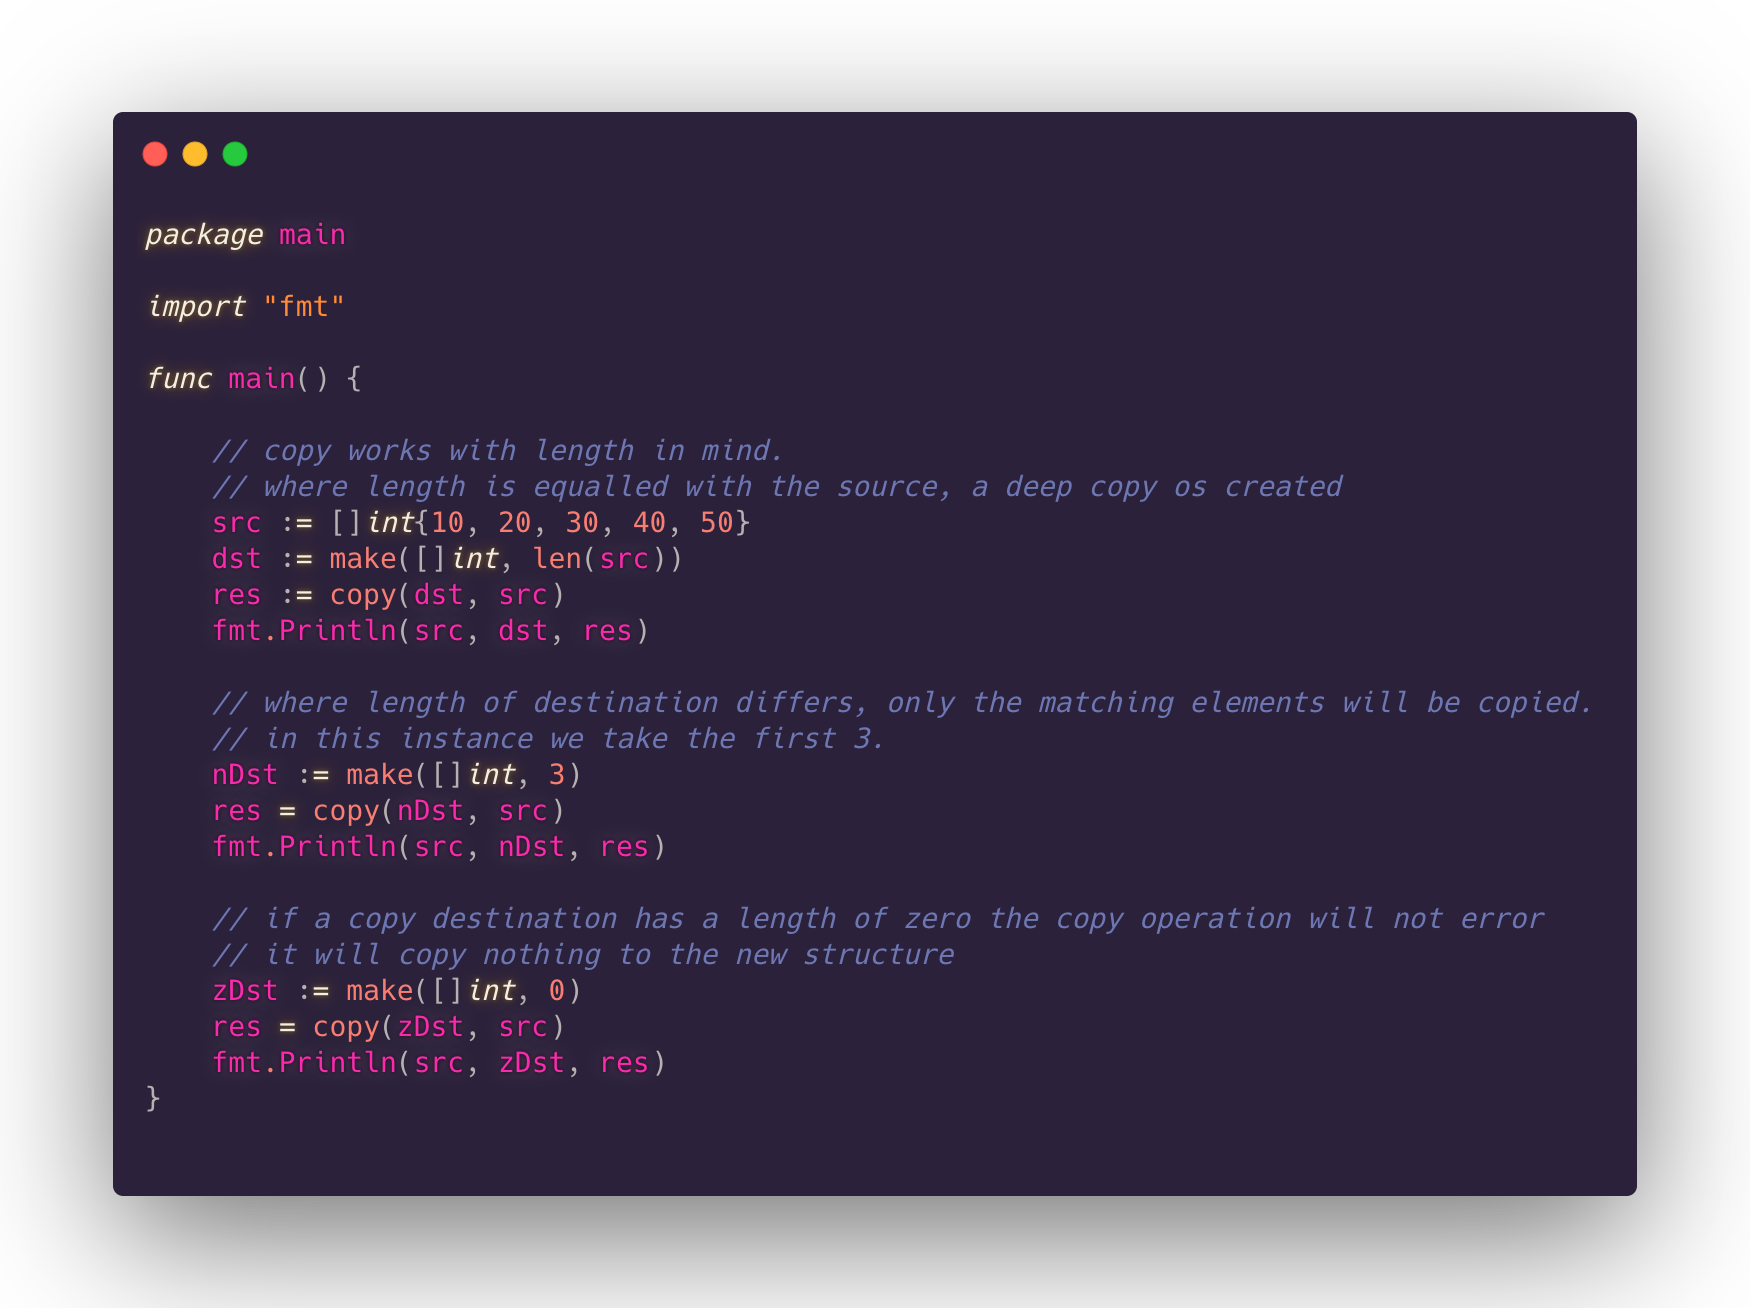 package main
import "fmt"
func main() {
// copy works with length in mind.
// where length is equalled with the source, a deep copy os created
src := []int{10, 20, 30, 40, 50}
dst := make([]int, len(src))
res := copy(dst, src)
fmt.Println(src, dst, res)
// where length of destination differs, only the matching elements will be copied.
// in this instance we take the first 3.
nDst := make([]int, 3)
res = copy(nDst, src)
fmt.Println(src, nDst, res)
// if a copy destination has a length of zero the copy operation will not error
// it will copy nothing to the new structure
zDst := make([]int, 0)
res = copy(zDst, src)
fmt.Println(src, zDst, res)
}